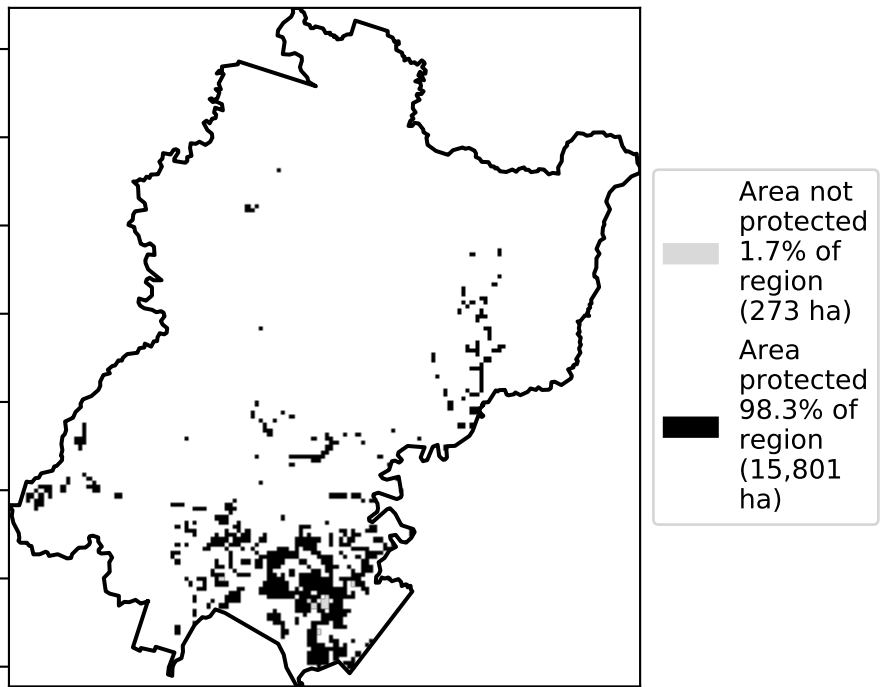 Area not
protected
1.7% of
region
(273 ha)
Area
protected
98.3% of
region
(15,801
ha)